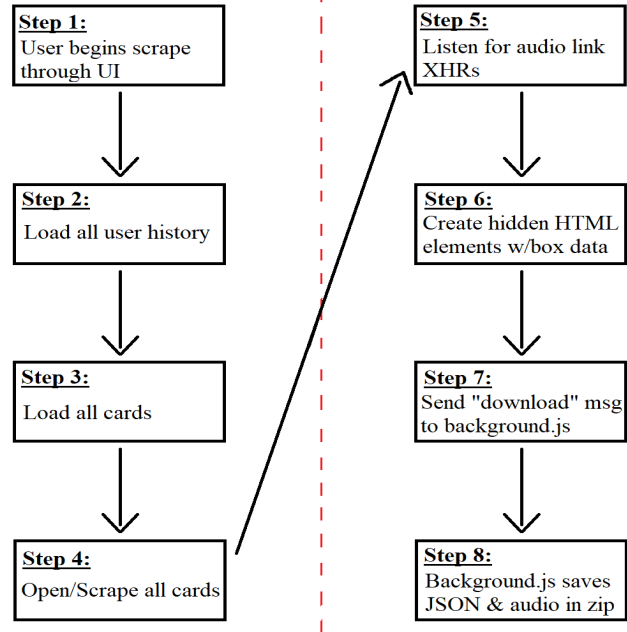 Step 1:
User begins scrape
through UI
Step 2:
Load all user history
Step 3:
Load all cards
Step 4:
Open/Scrape all cards
Step 5:
Listen for audio link
XHRs
Step 6:
Create hidden HTML
elements w/box data
Step 7:
Send "download" msg
to background.js
Step 8:
Background.js saves
JSON & audio in zip